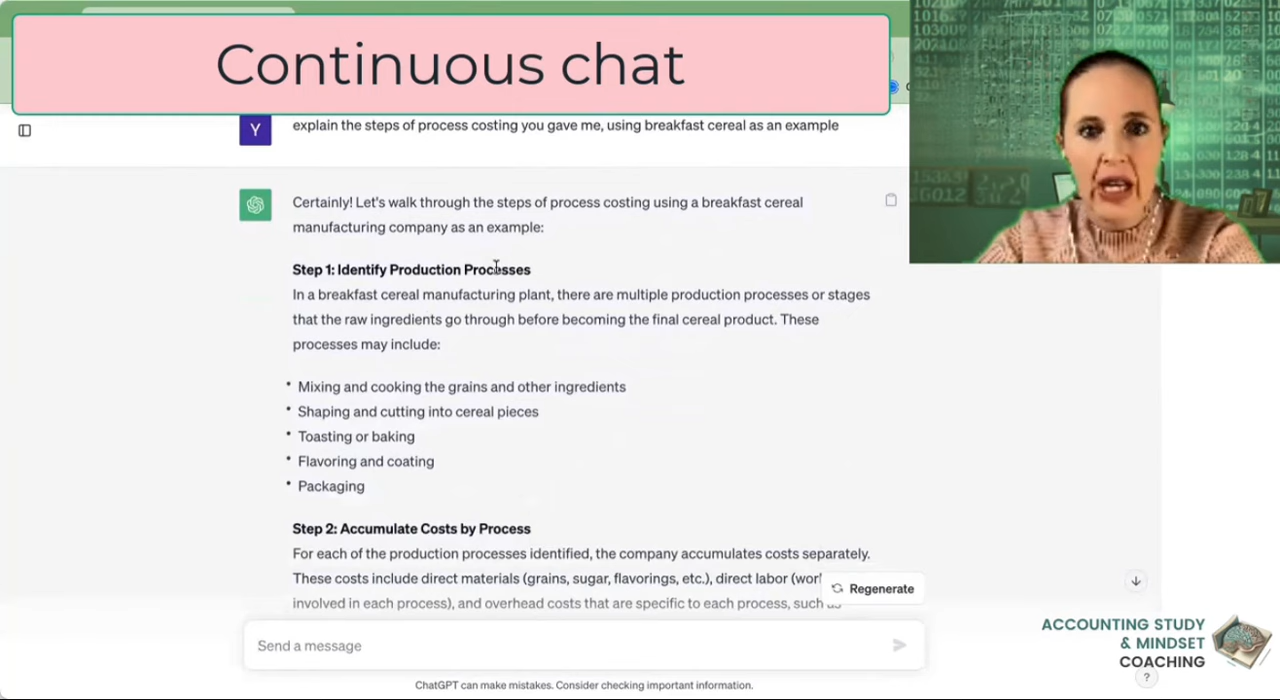 Continuous chat
Y
explain the steps of process costing you gave me, using breakfast cereal as an example
Certainly! Let's walk through the steps of process costing using a breakfast cereal
manufacturing company as an example:
Step 1: Identify Production Processes
In a breakfast cereal manufacturing plant, there are multiple production processes or stages
that the raw ingredients go through before becoming the final cereal product. These
processes may include:
• Mixing and cooking the grains and other ingredients
• Shaping and cutting into cereal pieces
• Toasting or baking
• Flavoring and coating
• Packaging
Step 2: Accumulate Costs by Process
For each of the production processes identified, the company accumulates costs separately.
These costs include direct materials (grains, sugar, flavorings, etc.), direct labor
involved in each process), and overhead costs that are specific to each process, such
Regenerate
Send a message
ChatGPT can make mistakes. Consider checking important information.
ACCOUNTING STUDY
& MINDSET
COACHING
?